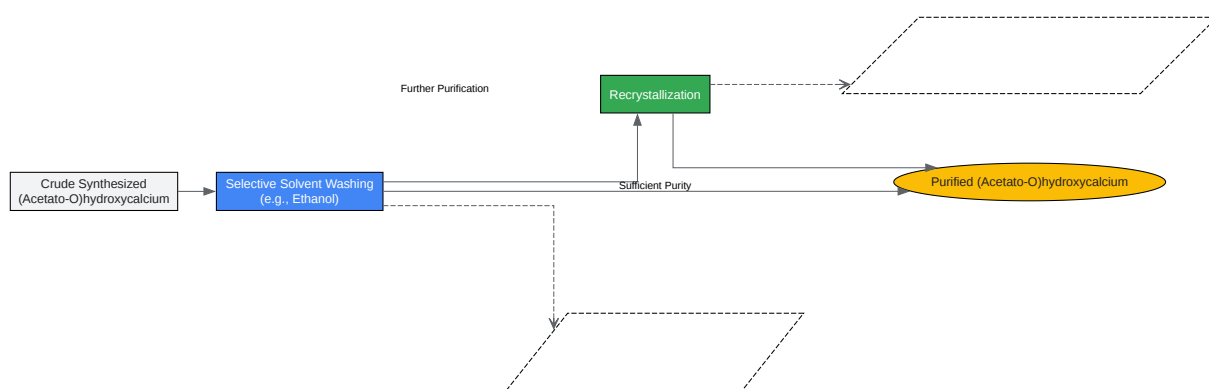 Further Purification
Recrystallization
Crude Synthesized
(Acetato-O)hydroxycalcium
Selective Solvent Washing
(e.g., Ethanol)
Sufficient Purity
Purified (Acetato-O)hydroxycalcium